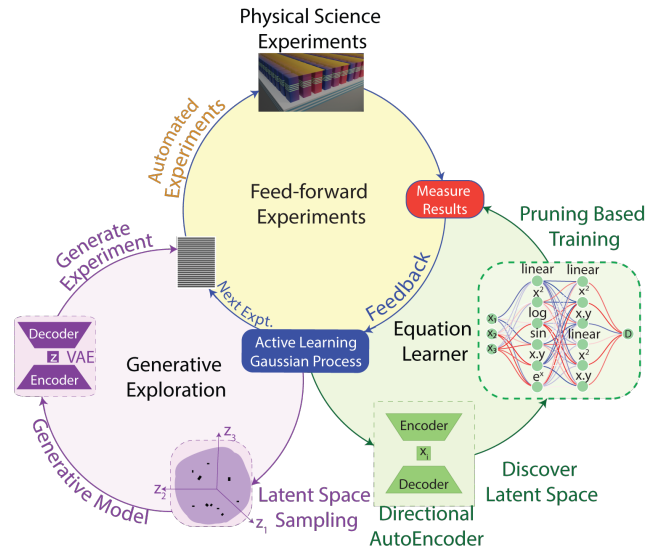 Physical Science
Experiments
Automated
Experiments
Feed-forward
Experiments
Measure
Results
Pruning Based
Training
Generate
Experiment
Next Expt.
Feedback
linear
linear
x²
x²
log
x.y
sin
linear
x.y
x²
eˣ
x.y
x₁
x₂
x₃
D
Equation
Learner
Active Learning
Gaussian Process
Decoder
z
VAE
Encoder
Generative
Exploration
Encoder
Xⱼ
Decoder
Generative Model
z₃
z₂
z₁
Latent Space
Sampling
Directional
AutoEncoder
Discover
Latent Space